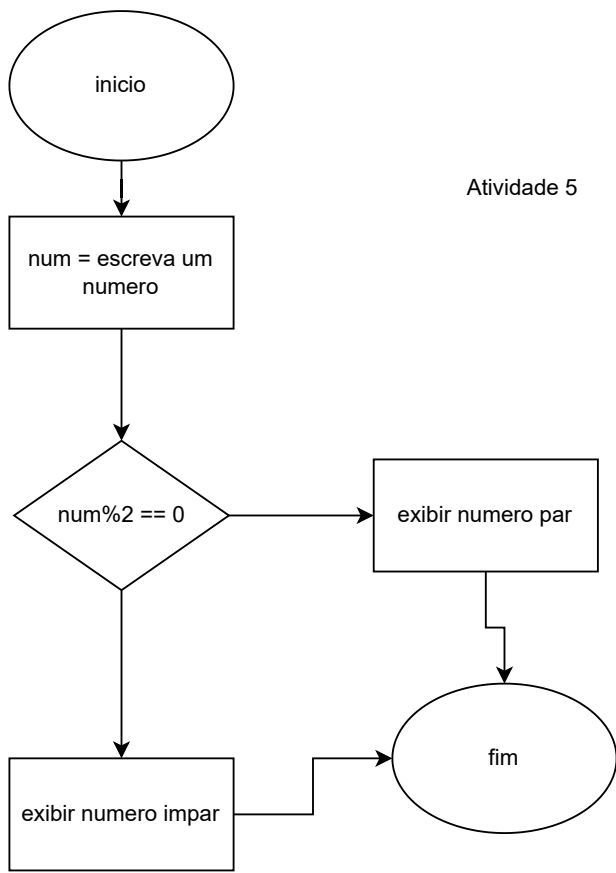 inicio
Atividade 5
num = escreva um
numero
num%2 == 0
exibir numero par
fim
exibir numero impar